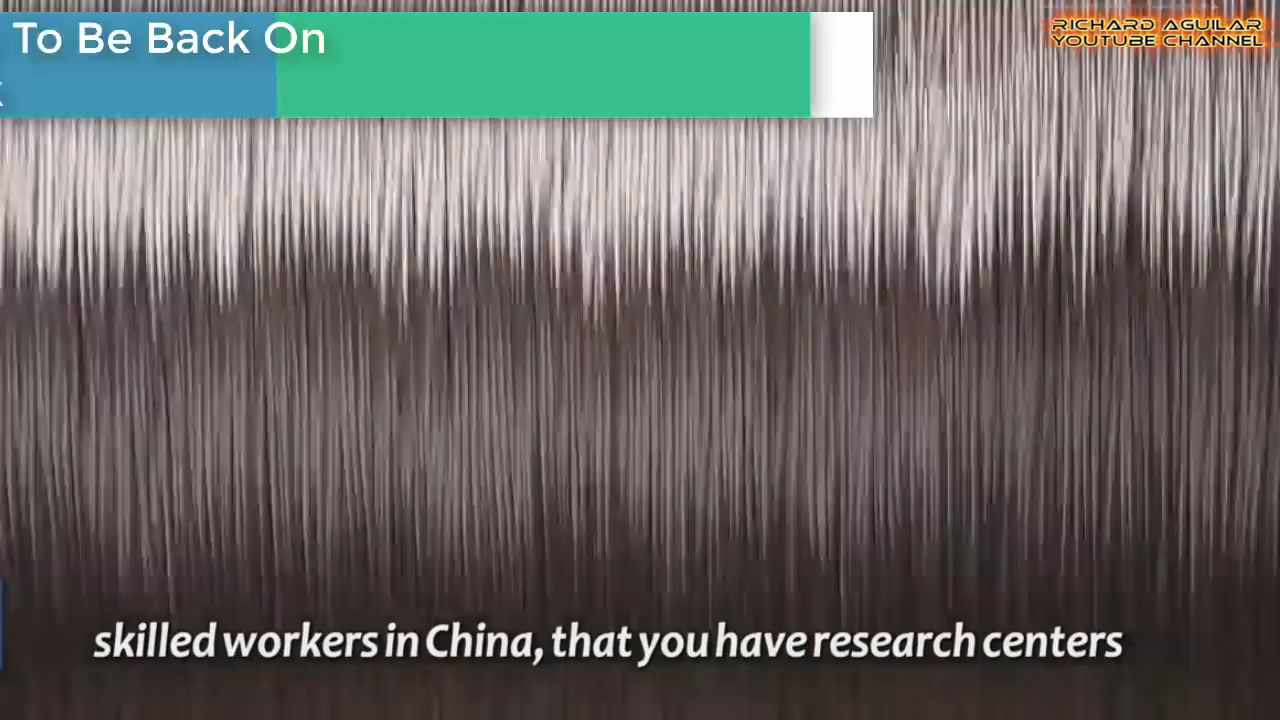 To Be Back On
RICHARD AGUILAR
YOUTUBE CHANNEL
skilled workers in China, that you have research centers